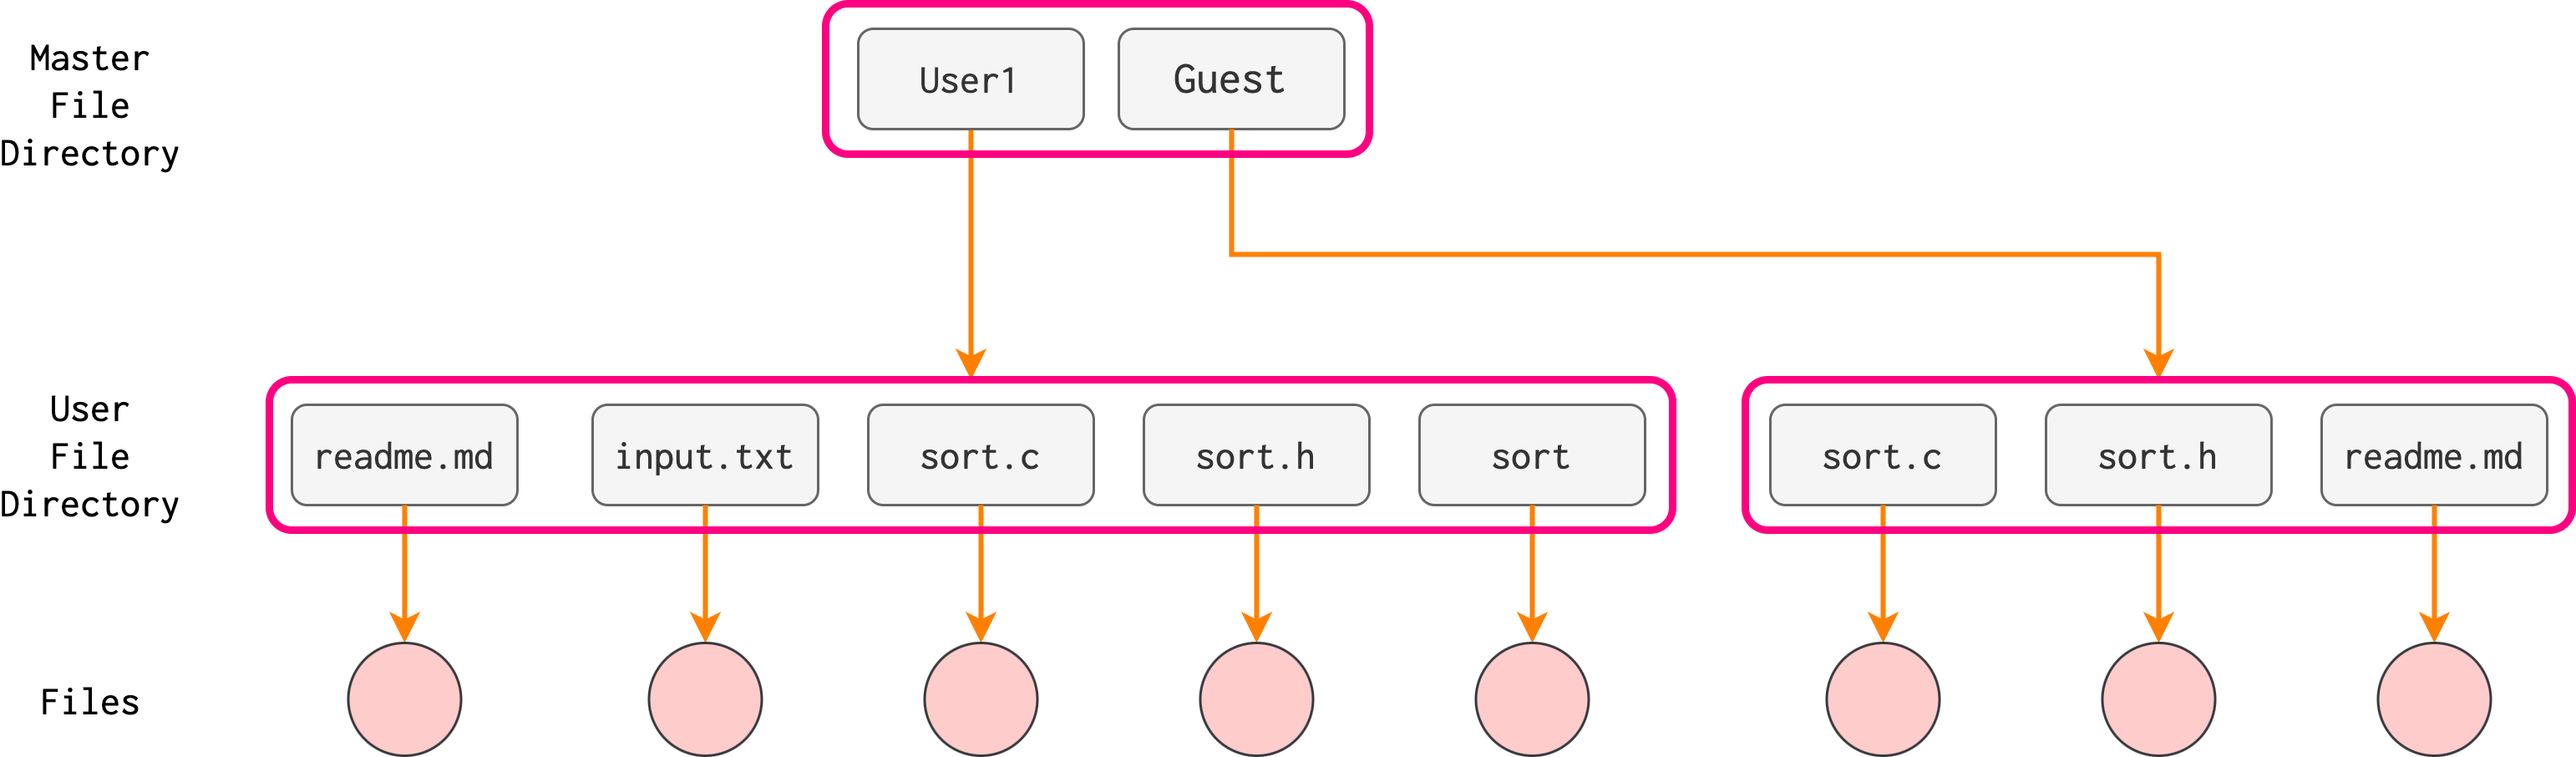 Master
File
Directory
User1
Guest
User
File
Directory
readme.md
input.txt
sort.c
sort.h
sort
sort.c
sort.h
readme.md
Files